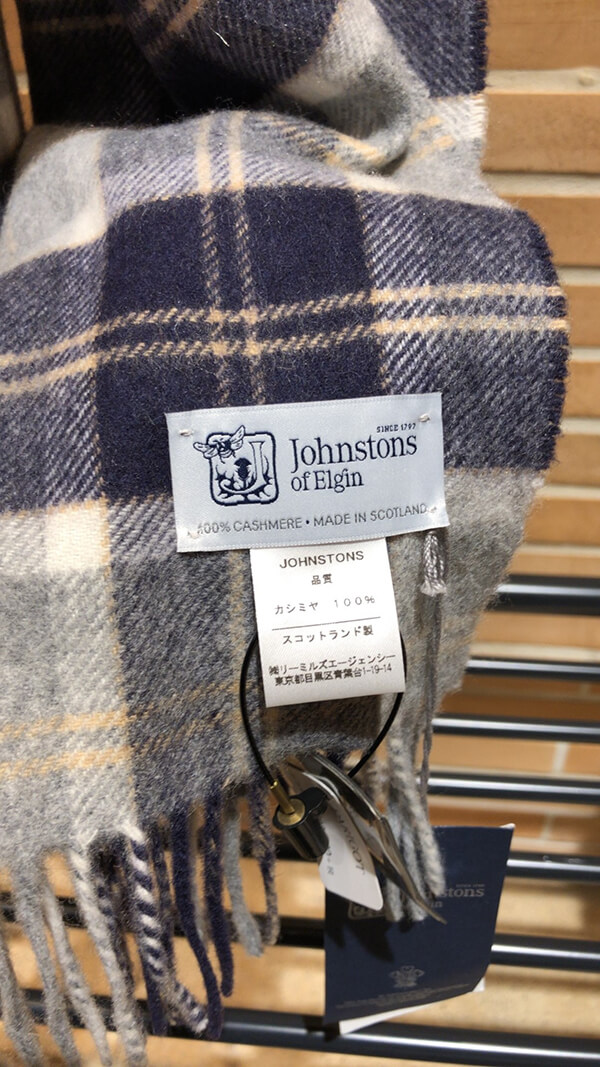 SINCE 1797
Johnstons
of Elgin
100% CASHMERE • MADE IN SCOTLAND
JOHNSTONS
品質
カシミヤ 100%
スコットランド製
㈱リーミルズエージェンシー
東京都目黒区青葉台1-19-14
Johnstons
of Elgin